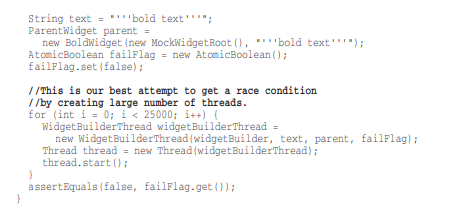 String text = "'''bold text'''";
ParentWidget parent =
new BoldWidget(new MockWidgetRoot(), "'''bold text'''");
AtomicBoolean failFlag = new AtomicBoolean();
failFlag.set(false);
//This is our best attempt to get a race condition
//by creating large number of threads.
for (int i = 0; i < 25000; i++) {
WidgetBuilderThread widgetBuilderThread =
new WidgetBuilderThread(widgetBuilder, text, parent, failFlag);
Thread thread = new Thread(widgetBuilderThread);
thread.start();
}
assertEquals(false, failFlag.get());
}